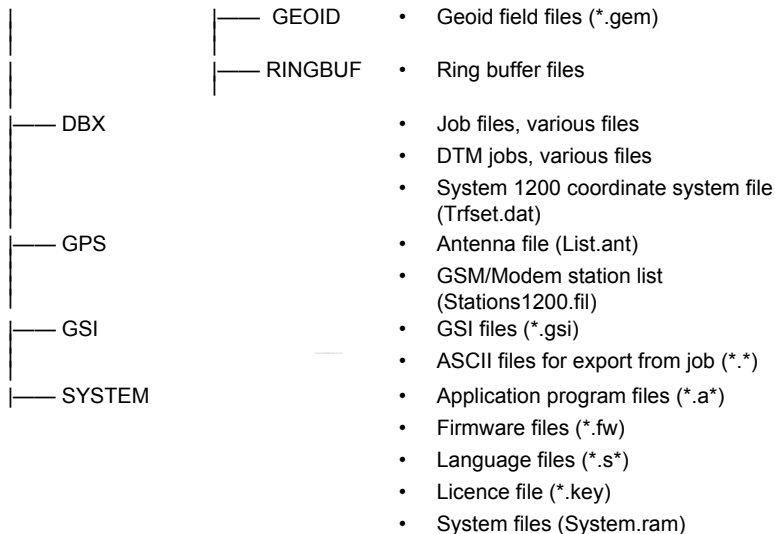 GEOID • Geoid field files (*.gem)
RINGBUF • Ring buffer files
DBX • Job files, various files
• DTM jobs, various files
• System 1200 coordinate system file
(Trfset.dat)
GPS • Antenna file (List.ant)
• GSM/Modem station list
(Stations1200.fil)
GSI • GSI files (*.gsi)
• ASCII files for export from job (*.*)
SYSTEM • Application program files (*.a*)
• Firmware files (*.fw)
• Language files (*.s*)
• Licence file (*.key)
• System files (System.ram)